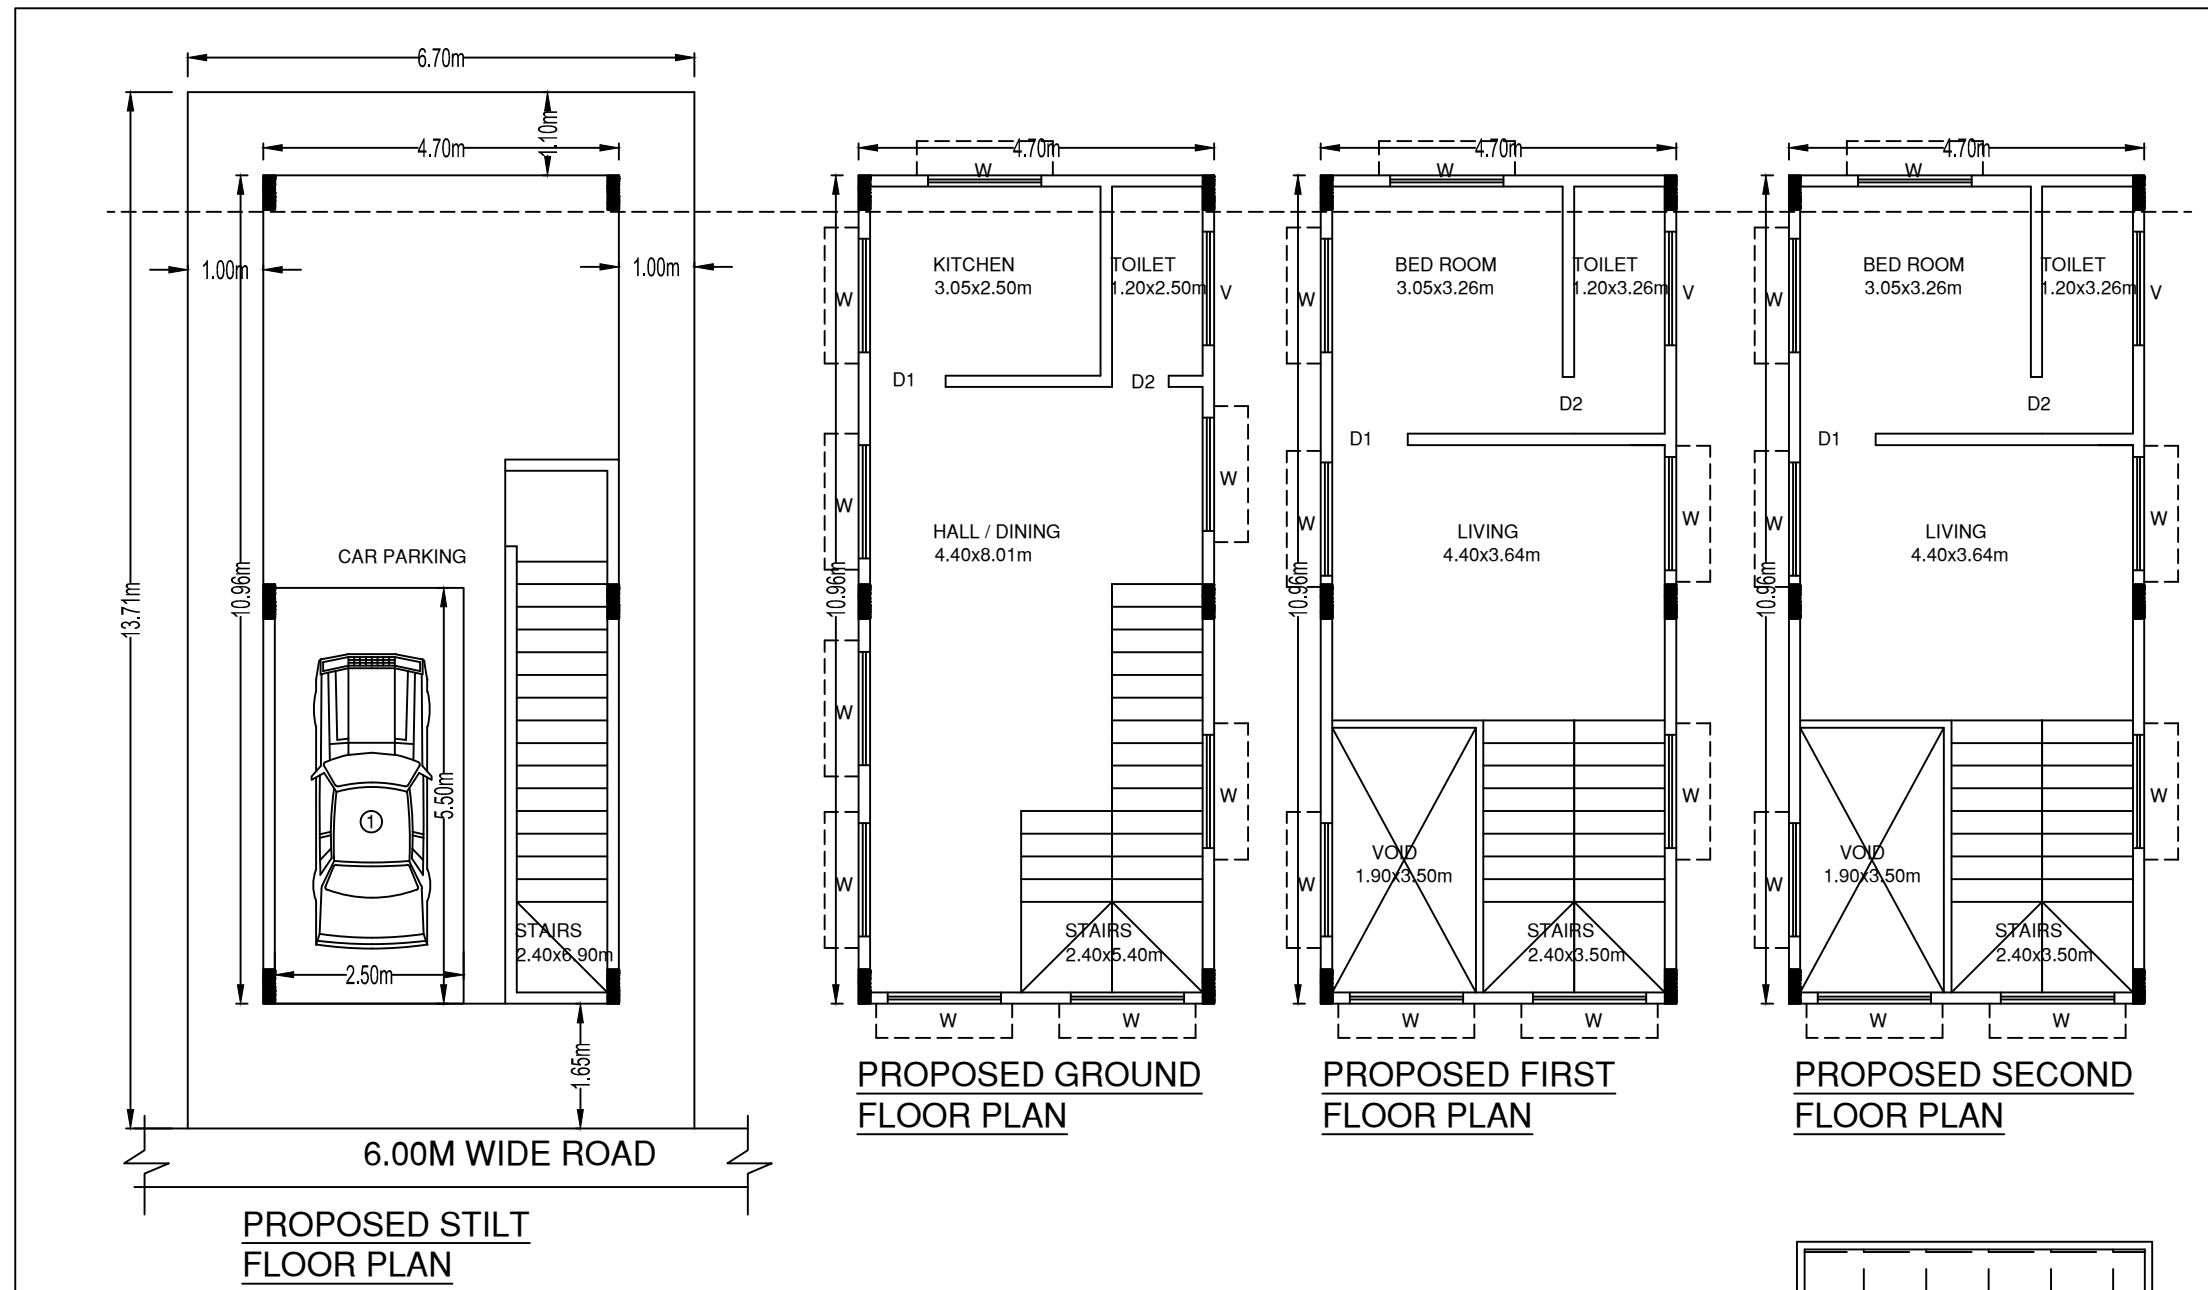 6.70m
13.71m
4.70m
1.10m
10.96m
1.00m
1.00m
CAR PARKING
5.50m
1
2.50m
STAIRS
2.40x6.90m
1.65m
6.00M WIDE ROAD
PROPOSED STILT
FLOOR PLAN
4.70m
W
10.96m
KITCHEN
3.05x2.50m
TOILET
1.20x2.50m
V
W
D1
D2
W
W
HALL / DINING
4.40x8.01m
W
W
W
STAIRS
2.40x5.40m
W
W
PROPOSED GROUND
FLOOR PLAN
4.70m
W
10.96m
BED ROOM
3.05x3.26m
TOILET
1.20x3.26m
V
W
D2
D1
W
W
LIVING
4.40x3.64m
W
VOID
1.90x3.50m
W
STAIRS
2.40x3.50m
W
W
PROPOSED FIRST
FLOOR PLAN
4.70m
W
10.96m
BED ROOM
3.05x3.26m
TOILET
1.20x3.26m
V
W
D2
D1
W
W
LIVING
4.40x3.64m
W
VOID
1.90x3.50m
W
STAIRS
2.40x3.50m
W
W
PROPOSED SECOND
FLOOR PLAN